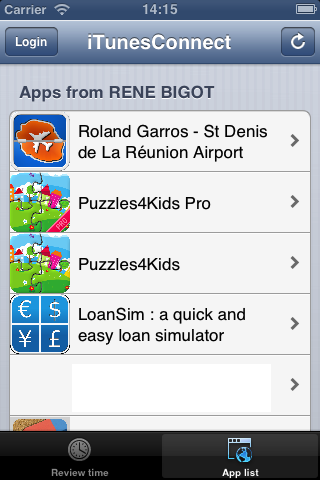 Carrier 14:15
Login iTunesConnect
Apps from RENE BIGOT
Roland Garros - St Denis
de La Réunion Airport
Puzzles4Kids Pro
Puzzles4Kids
€ $
¥ £
LoanSim : a quick and
easy loan simulator
Review time App list